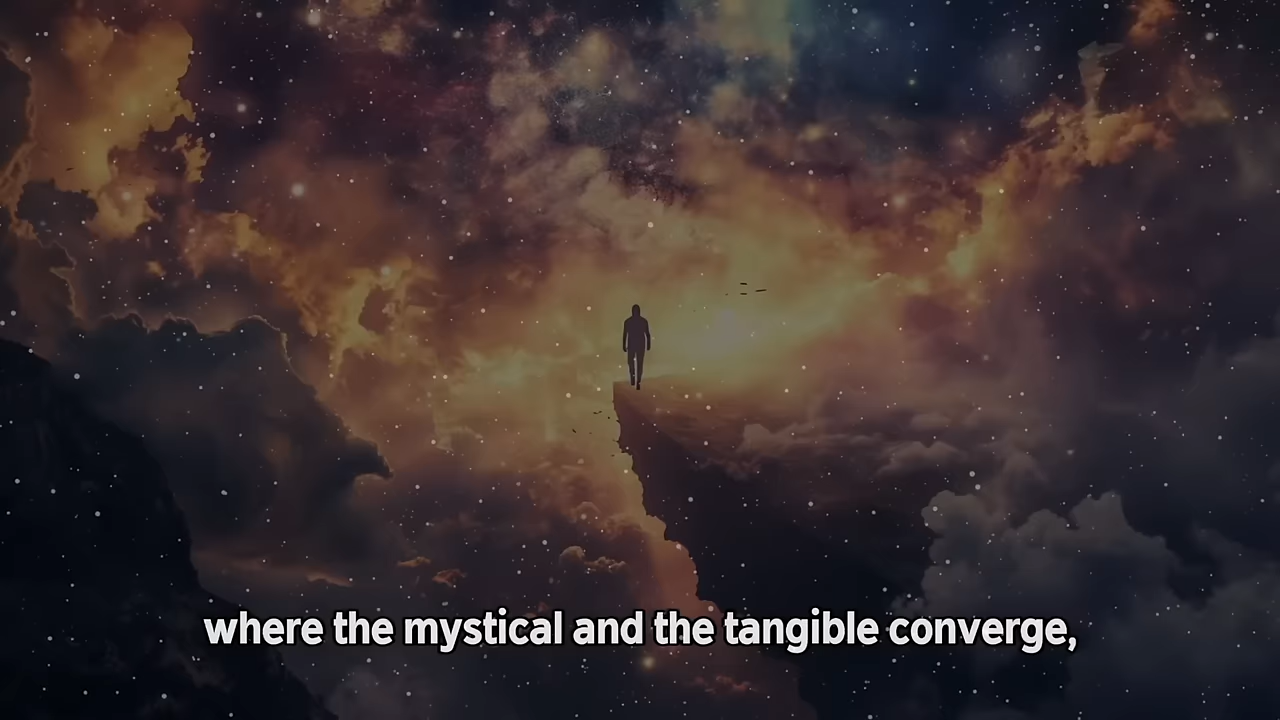 where the mystical and the tangible converge,